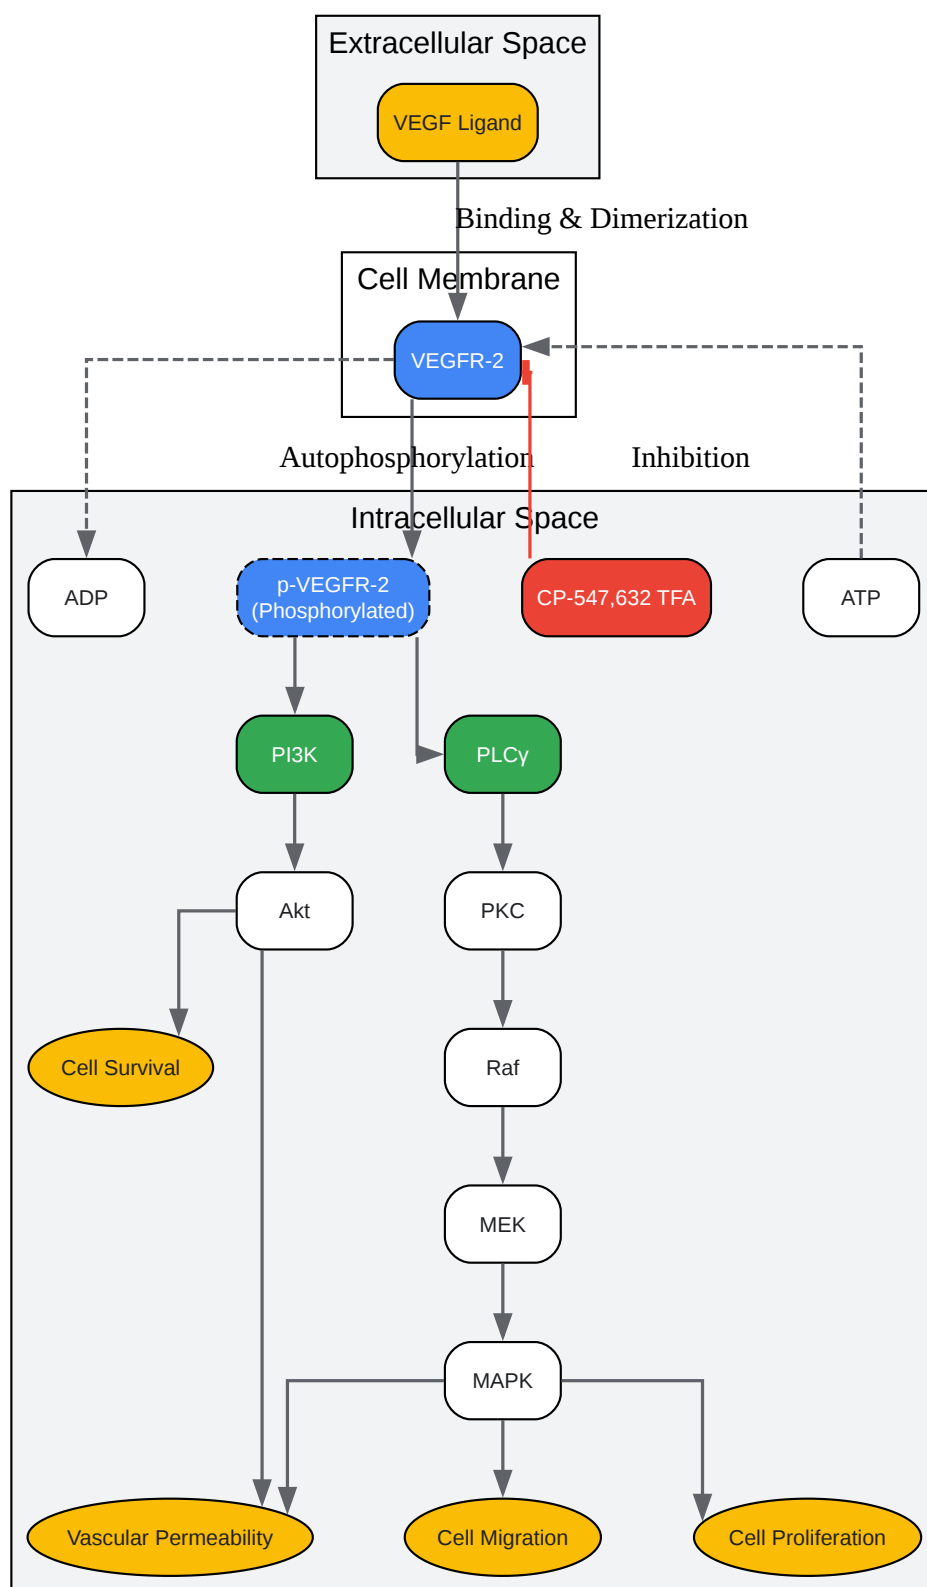 Extracellular Space
VEGF Ligand
Binding & Dimerization
Cell Membrane
VEGFR-2
Autophosphorylation
Inhibition
Intracellular Space
ADP
p-VEGFR-2
(Phosphorylated)
CP-547,632 TFA
ATP
PI3K
PLCγ
Akt
PKC
Cell Survival
Raf
MEK
MAPK
Vascular Permeability
Cell Migration
Cell Proliferation